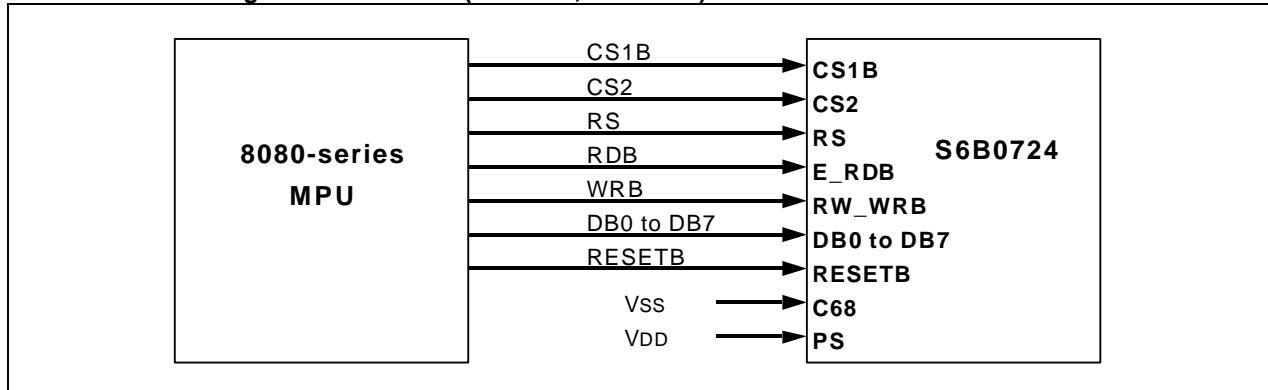 CS1B
CS2
RS
RDB
WRB
DB0 to DB7
RESETB
VSS
VDD
8080-series
MPU
CS1B
CS2
RS
E_RDB
RW_WRB
DB0 to DB7
RESETB
C68
PS
S6B0724